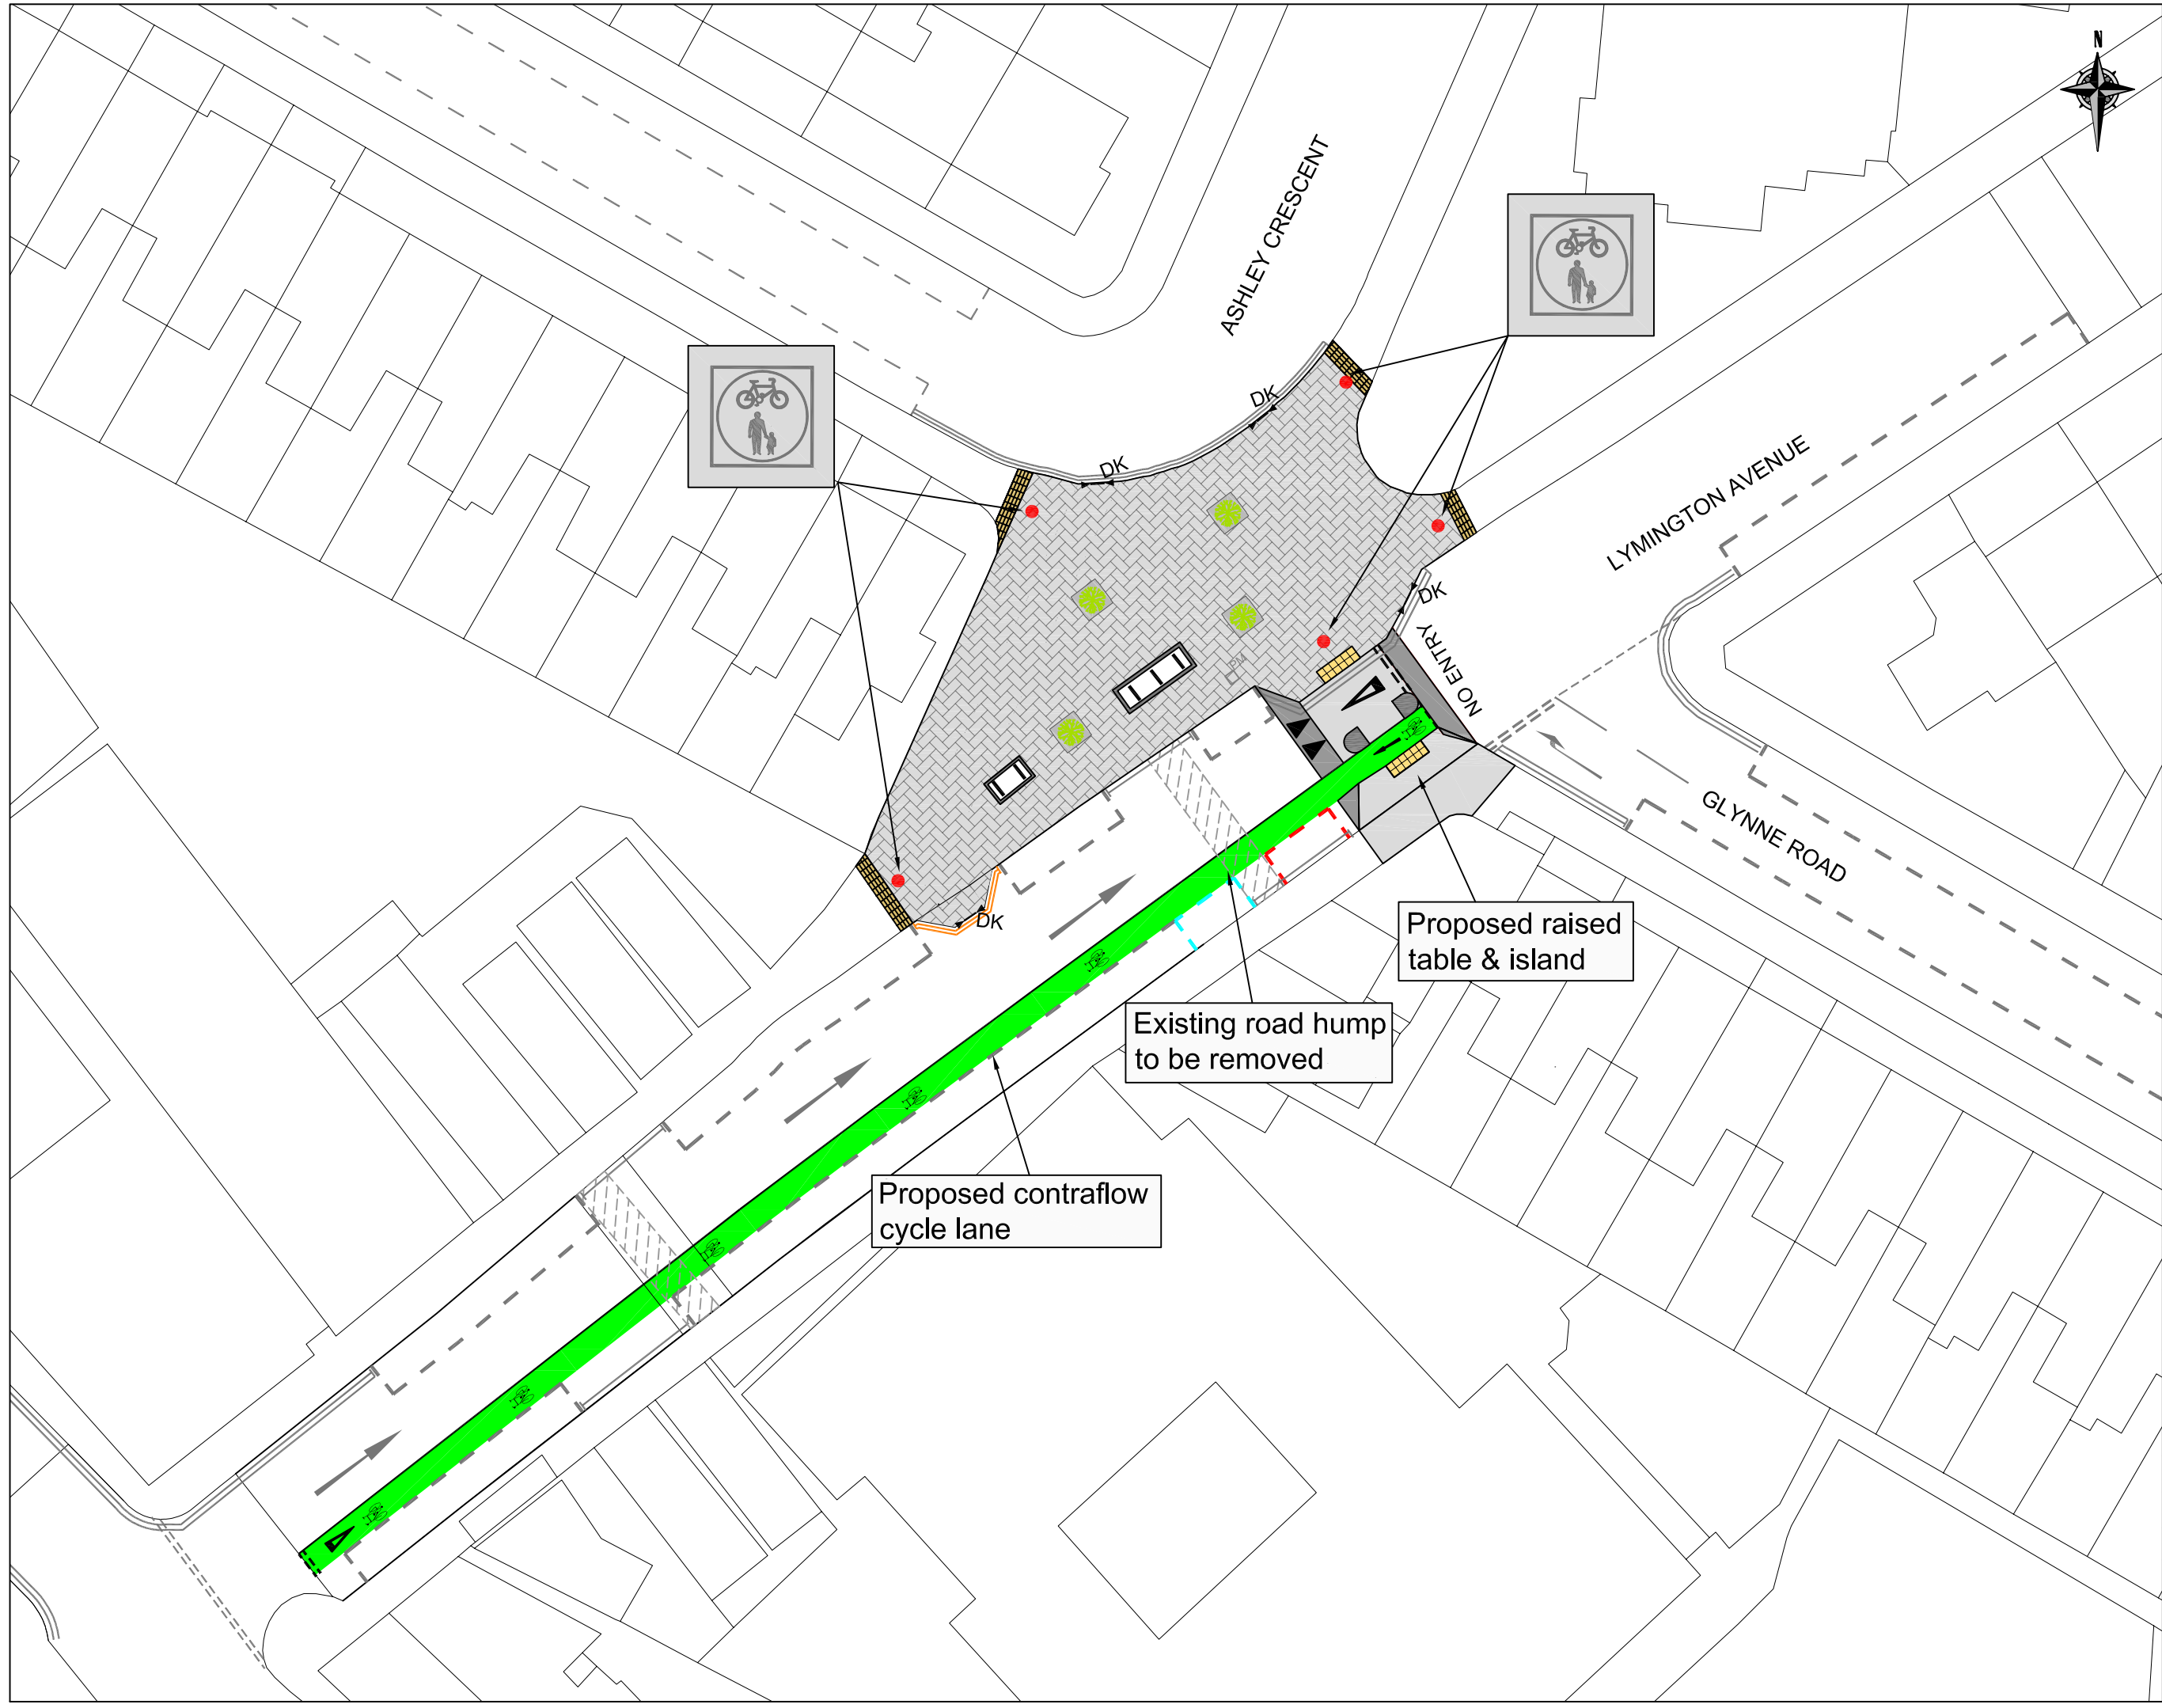 N
ASHLEY CRESCENT
DK
DK
LYMINGTON AVENUE
DK
NO ENTRY
PM
GLYNNE ROAD
DK
Proposed raised
table & island
Existing road hump
to be removed
Proposed contraflow
cycle lane